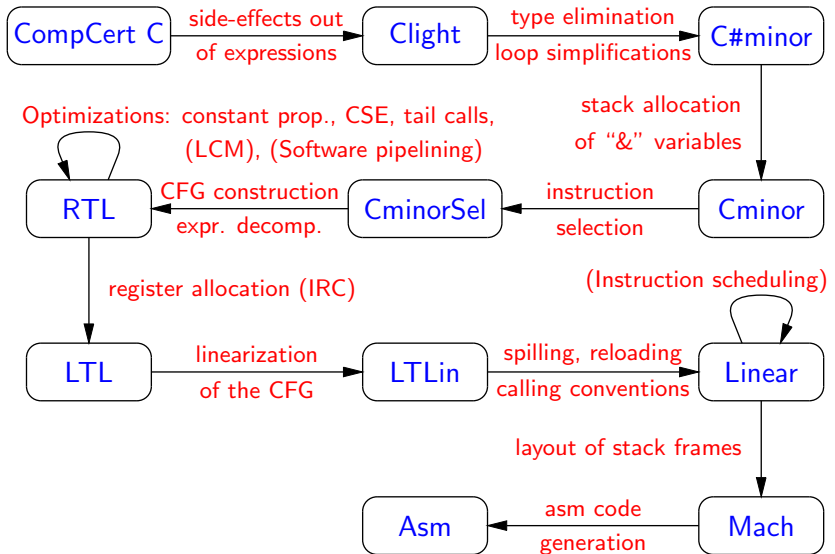 CompCert C
side-effects out
of expressions
Clight
type elimination
loop simplifications
C#minor
stack allocation
of “&” variables
Optimizations: constant prop., CSE, tail calls,
(LCM), (Software pipelining)
RTL
CFG construction
expr. decomp.
CminorSel
instruction
selection
Cminor
register allocation (IRC)
(Instruction scheduling)
LTL
linearization
of the CFG
LTLin
spilling, reloading
calling conventions
Linear
layout of stack frames
Asm
asm code
generation
Mach